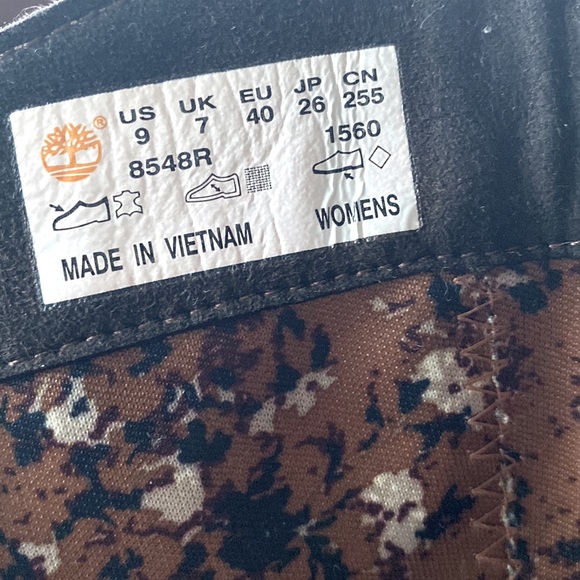 US UK EU JP CN
9 7 40 26 255
8548R 1560
MADE IN VIETNAM WOMENS
®